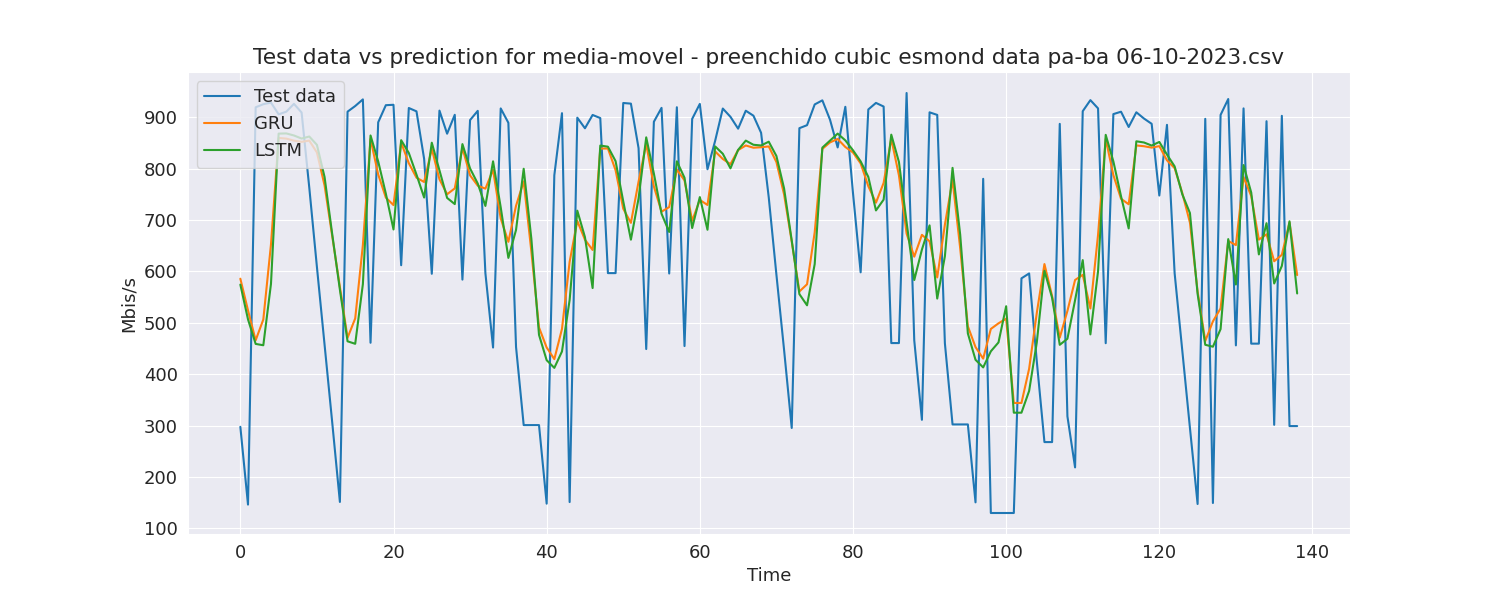 Test data vs prediction for media-movel - preenchido cubic esmond data pa-ba 06-10-2023.csv
Test data
GRU
LSTM
900
800
700
600
500
400
300
200
100
Mbis/s
0 20 40 60 80 100 120 140
Time